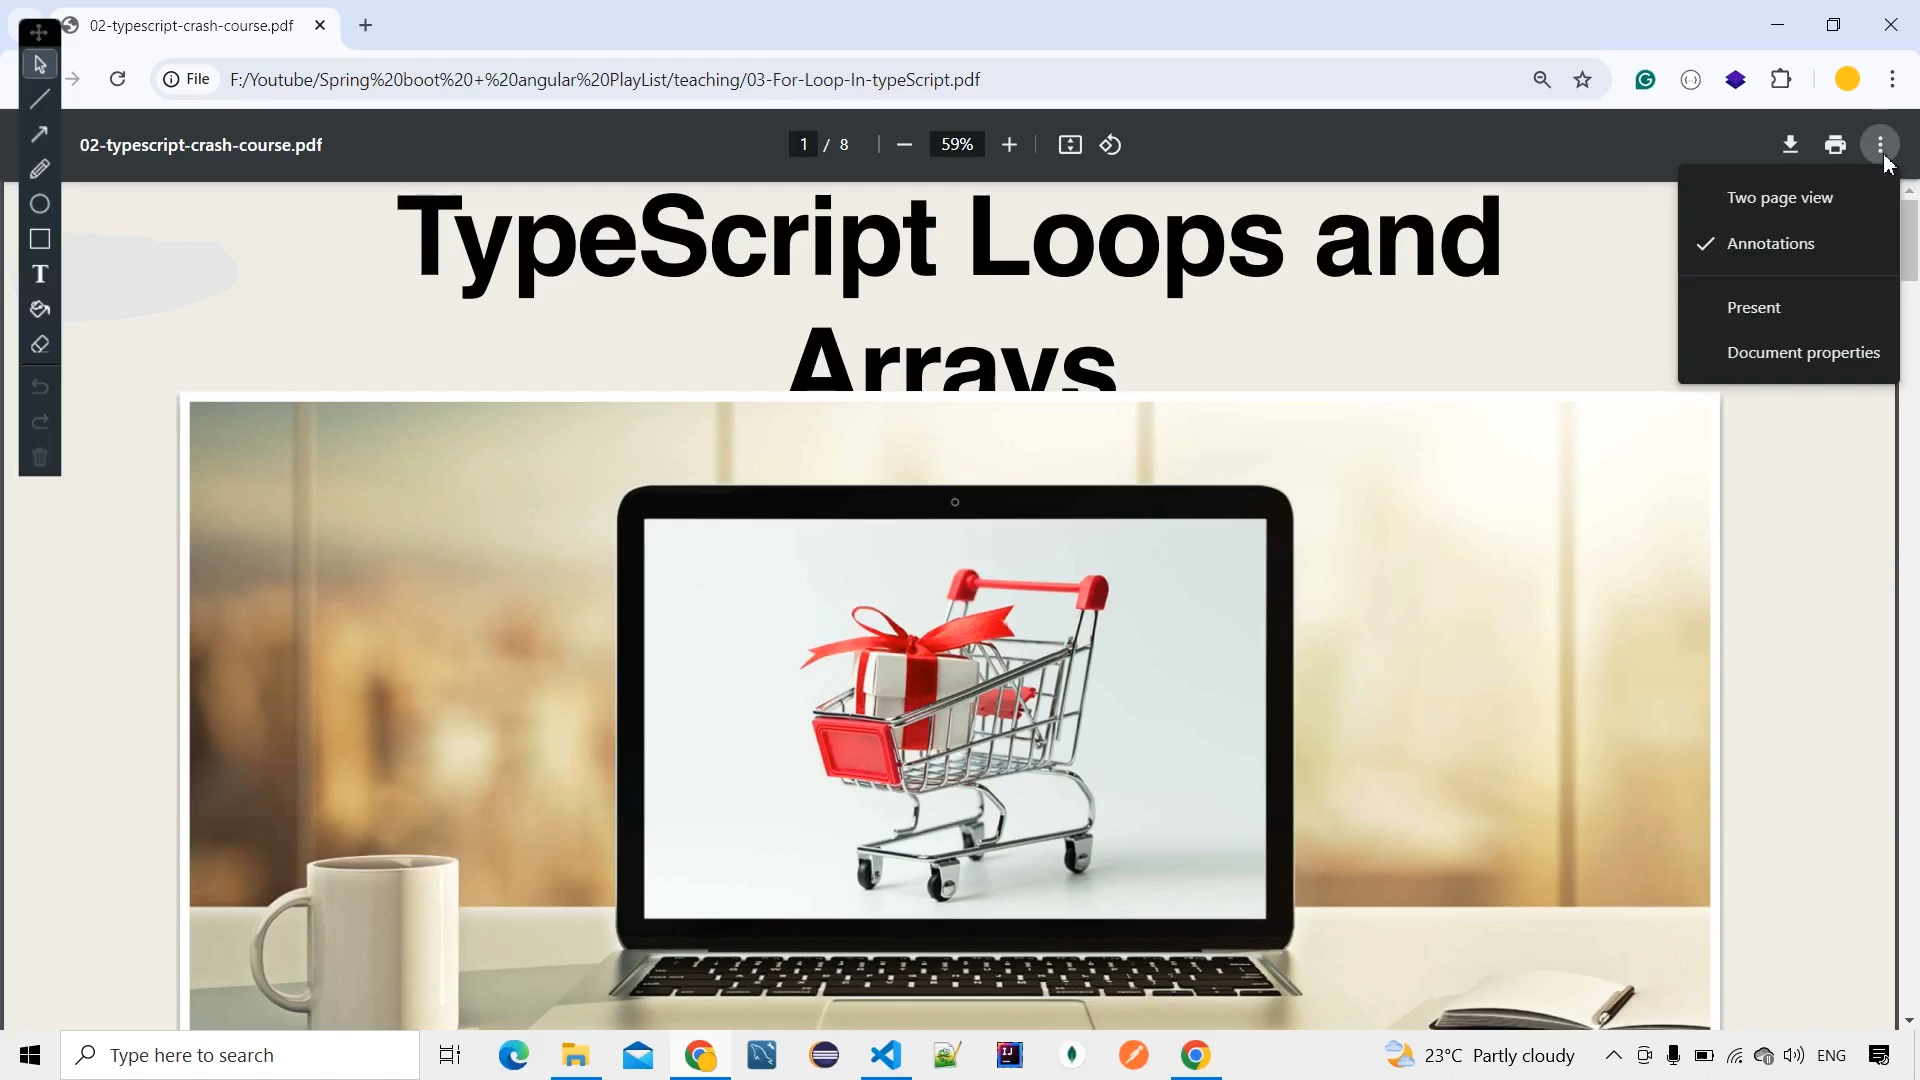 02-typescript-crash-course.pdf
File
F:/Youtube/Spring%20boot%20+%20angular%20PlayList/teaching/03-For-Loop-In-typeScript.pdf
02-typescript-crash-course.pdf
1 / 8
59%
Two page view
Annotations
Present
Document properties
TypeScript Loops and
Arrays
T
Type here to search
23°C Partly cloudy
ENG